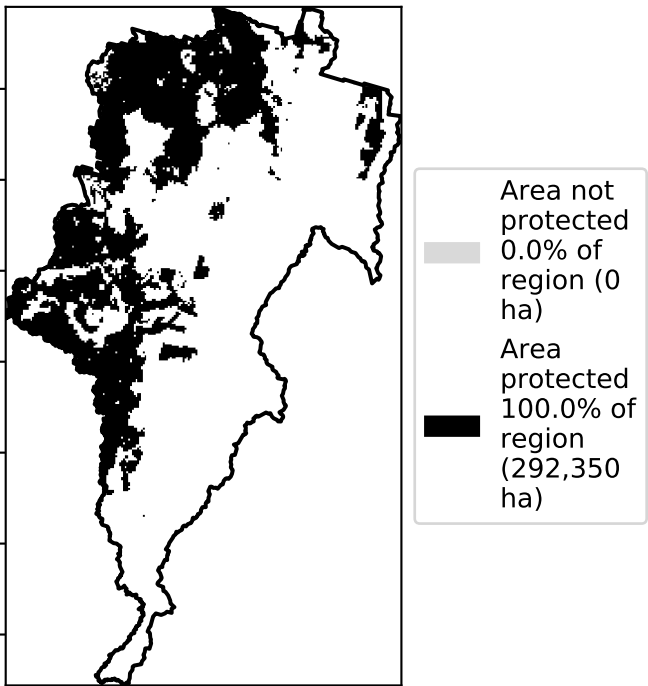 Area not
protected
0.0% of
region (0
ha)
Area
protected
100.0% of
region
(292,350
ha)